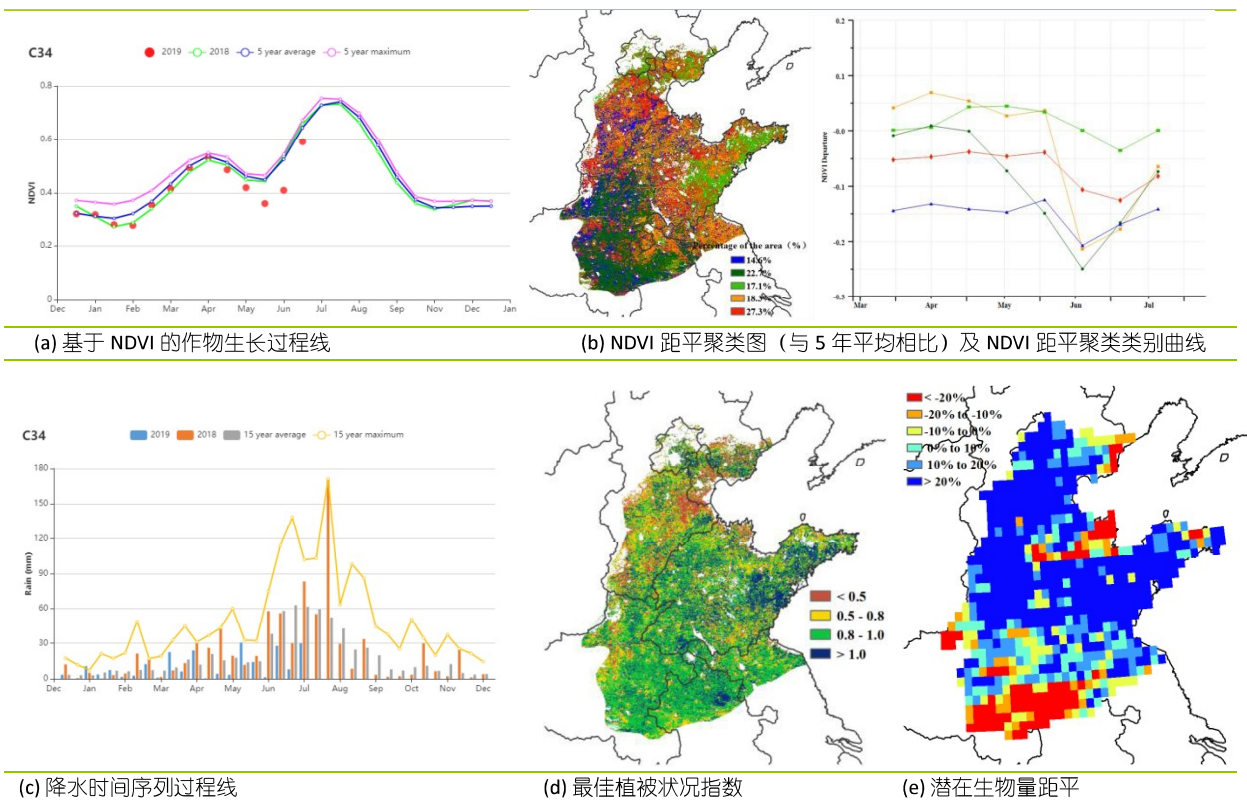 C34
2019 2018 5 year average 5 year maximum
0.8
0.6
0.4
0.2
0
NDVI
Dec Jan Feb Mar Apr May Jun Jul Aug Sep Oct Nov Dec Jan
Percentage of the area（%）
14.6%
22.7%
17.1%
18.3%
27.3%
0.2
0.1
-0.0
-0.1
-0.2
-0.3
NDVI Departure
Mar Apr May Jun Jul
(a) 基于 NDVI 的作物生长过程线
(b) NDVI 距平聚类图（与 5 年平均相比）及 NDVI 距平聚类类别曲线
C34
2019 2018 15 year average 15 year maximum
180
150
120
90
60
30
0
Rain (mm)
Dec Jan Feb Mar Apr May Jun Jul Aug Sep Oct Nov Dec
< 0.5
0.5 - 0.8
0.8 - 1.0
> 1.0
< -20%
-20% to -10%
-10% to 0%
0% to 10%
10% to 20%
> 20%
(c) 降水时间序列过程线
(d) 最佳植被状况指数
(e) 潜在生物量距平